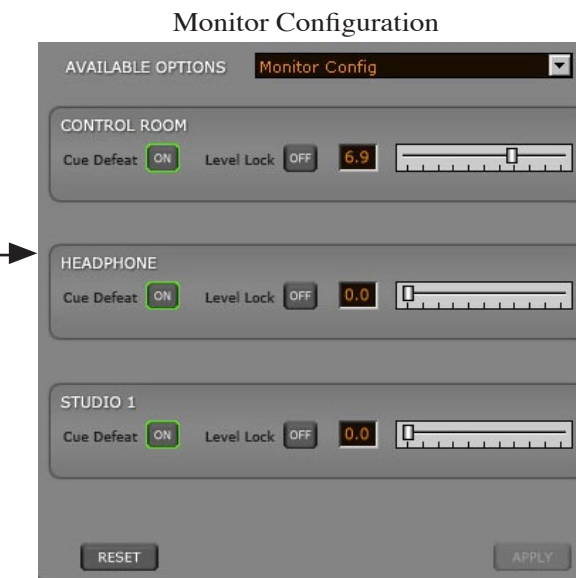 Monitor Configuration
AVAILABLE OPTIONS Monitor Config
CONTROL ROOM
Cue Defeat ON Level Lock OFF 6.9
HEADPHONE
Cue Defeat ON Level Lock OFF 0.0
STUDIO 1
Cue Defeat ON Level Lock OFF 0.0
RESET APPLY